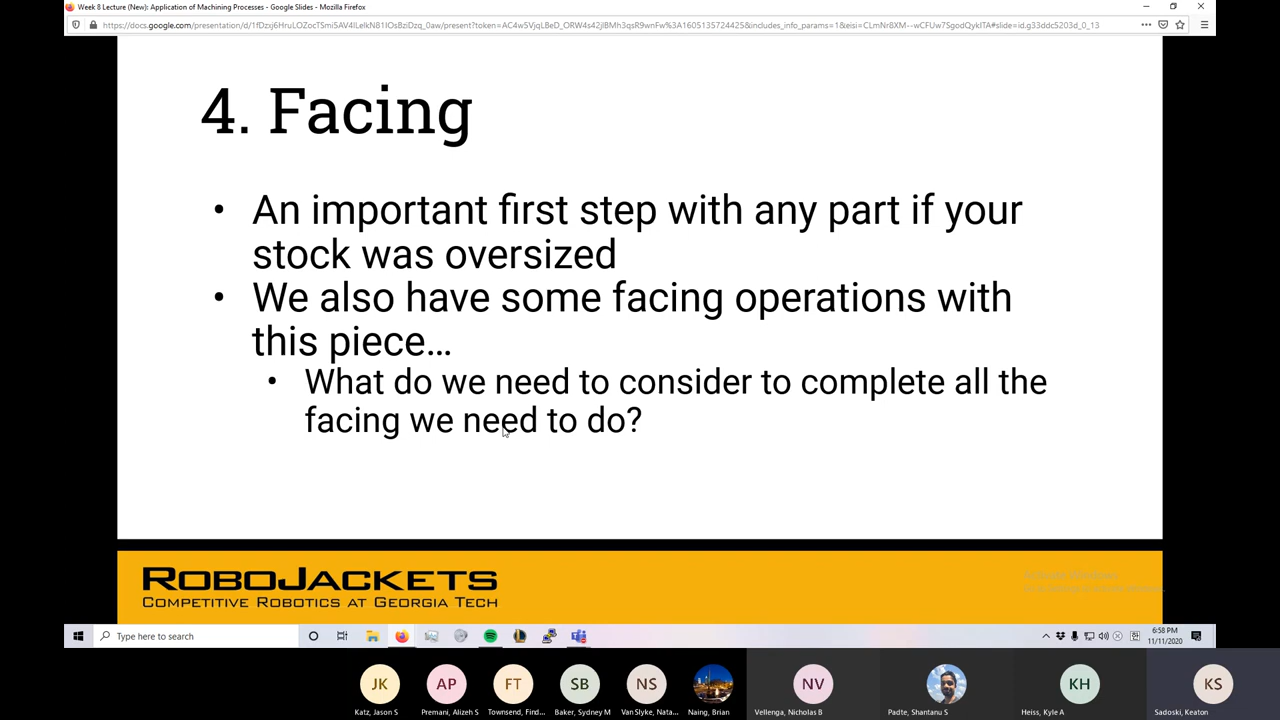 Week 8 Lecture (New): Application of Machining Processes - Google Slides - Mozilla Firefox
4. Facing
• An important first step with any part if your
stock was oversized
• We also have some facing operations with
this piece...
• What do we need to consider to complete all the
facing we need to do?
ROBOJACKETS
COMPETITIVE ROBOTICS AT GEORGIA TECH
Type here to search
6:58 PM
11/11/2020
JK AP FT SB NS NV KH KS
Katz, Jason S Premani, Alizeh S Townsend, Find... Baker, Sydney M Van Slyke, Nata... Naing, Brian Vellenga, Nicholas B Padte, Shantanu S Heiss, Kyle A Sadoski, Keaton